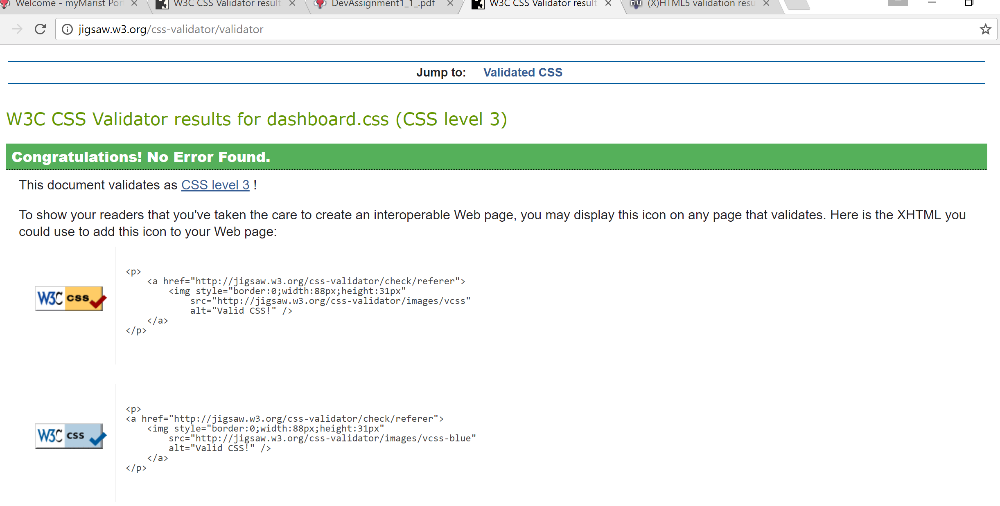 Welcome - myMarist Por
W3C CSS Validator result
DevAssignment1_1_.pdf
W3C CSS Validator result
(X)HTML5 validation resu
jigsaw.w3.org/css-validator/validator
Jump to: Validated CSS
W3C CSS Validator results for dashboard.css (CSS level 3)
Congratulations! No Error Found.
This document validates as CSS level 3 !
To show your readers that you've taken the care to create an interoperable Web page, you may display this icon on any page that validates. Here is the XHTML you
could use to add this icon to your Web page:
W3C css
<p>
<a href="http://jigsaw.w3.org/css-validator/check/referer">
<img style="border:0;width:88px;height:31px"
src="http://jigsaw.w3.org/css-validator/images/vcss"
alt="Valid CSS!" />
</a>
</p>
W3C css
<p>
<a href="http://jigsaw.w3.org/css-validator/check/referer">
<img style="border:0;width:88px;height:31px"
src="http://jigsaw.w3.org/css-validator/images/vcss-blue"
alt="Valid CSS!" />
</a>
</p>